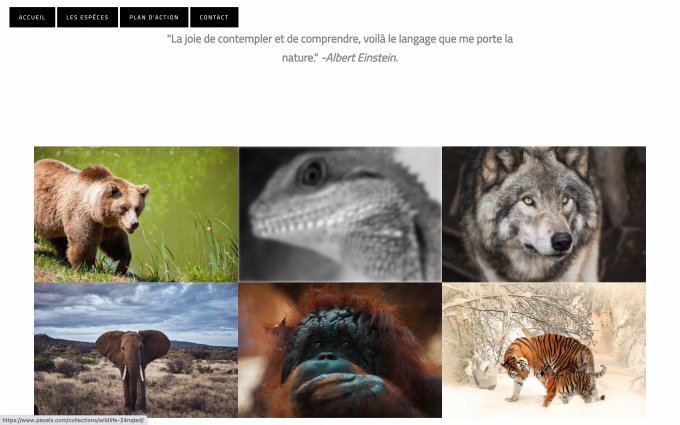 ACCUEIL
LES ESPÈCES
PLAN D'ACTION
CONTACT
"La joie de contempler et de comprendre, voilà le langage que me porte la
nature." -Albert Einstein.
https://www.pexels.com/collections/wildlife-24nqied/